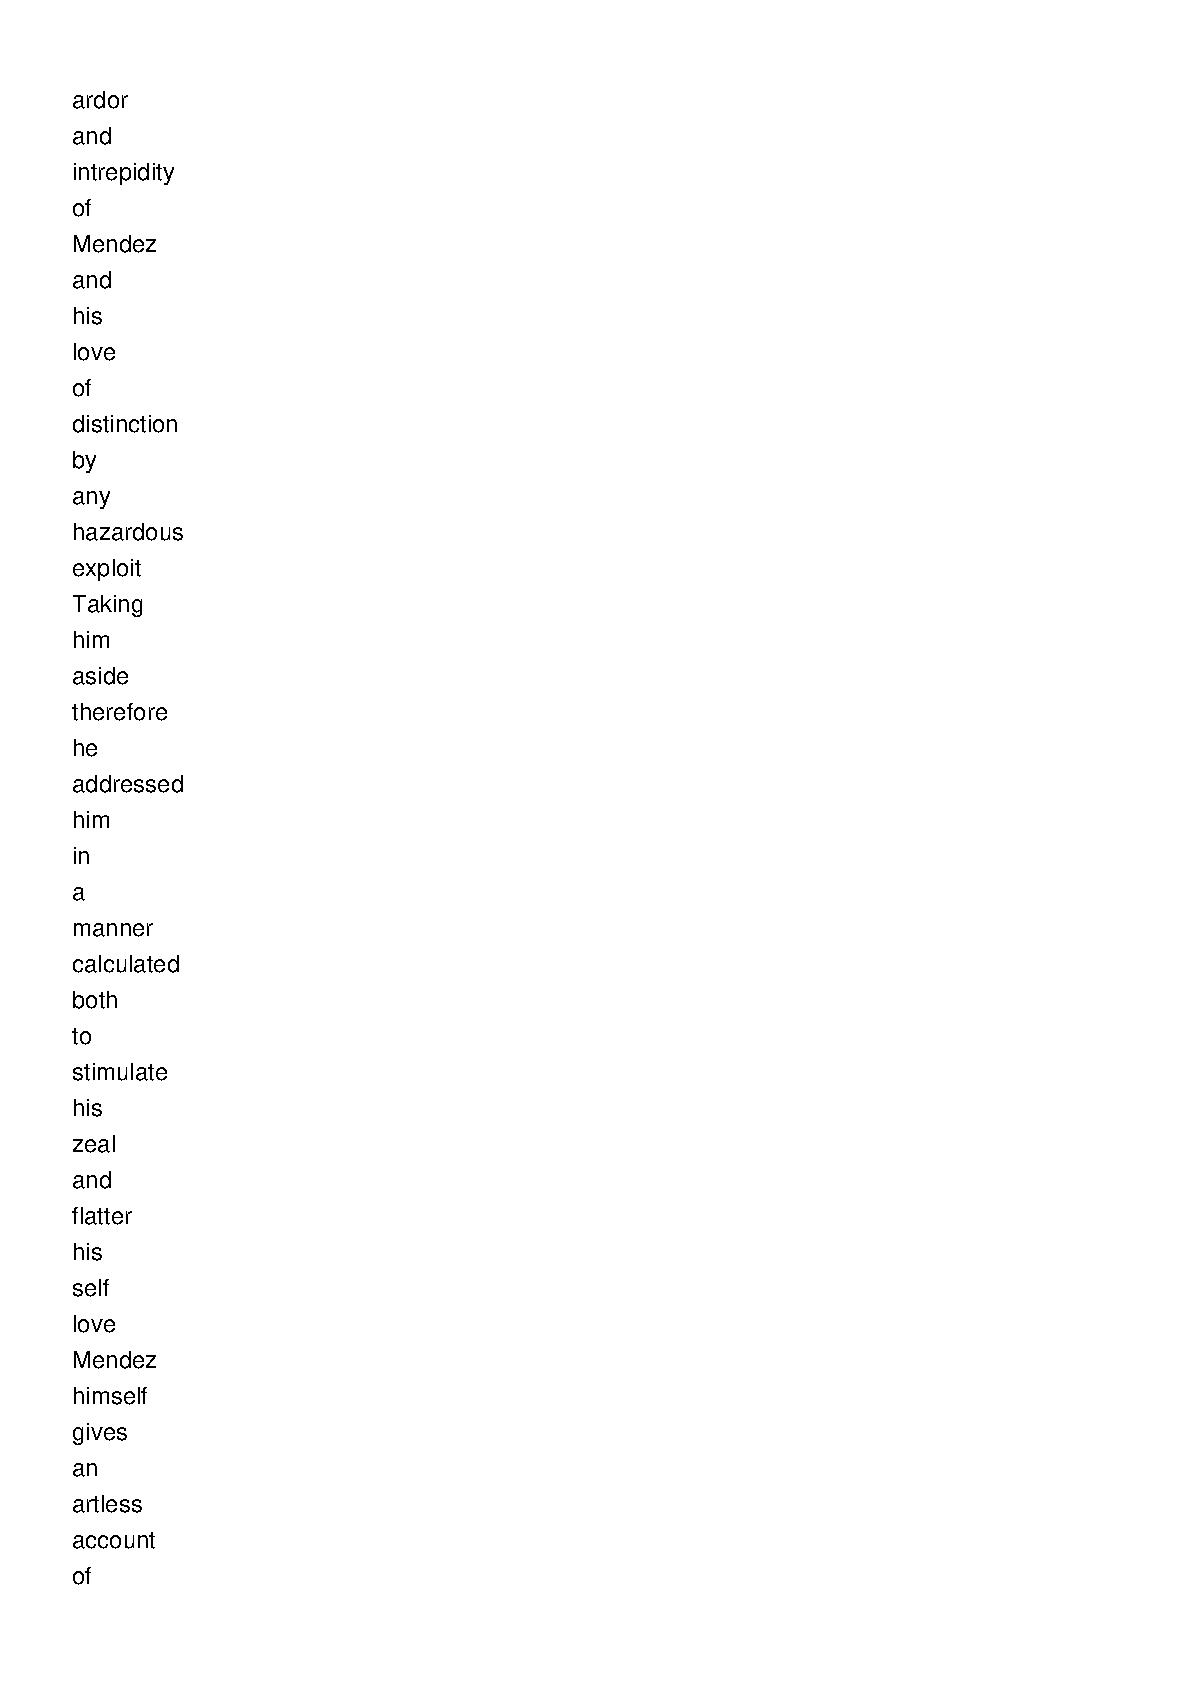 ardor
and
intrepidity
of
Mendez
and
his
love
of
distinction
by
any
hazardous
exploit
Taking
him
aside
therefore
he
addressed
him
in
a
manner
calculated
both
to
stimulate
his
zeal
and
flatter
his
self
love
Mendez
himself
gives
an
artless
account
of